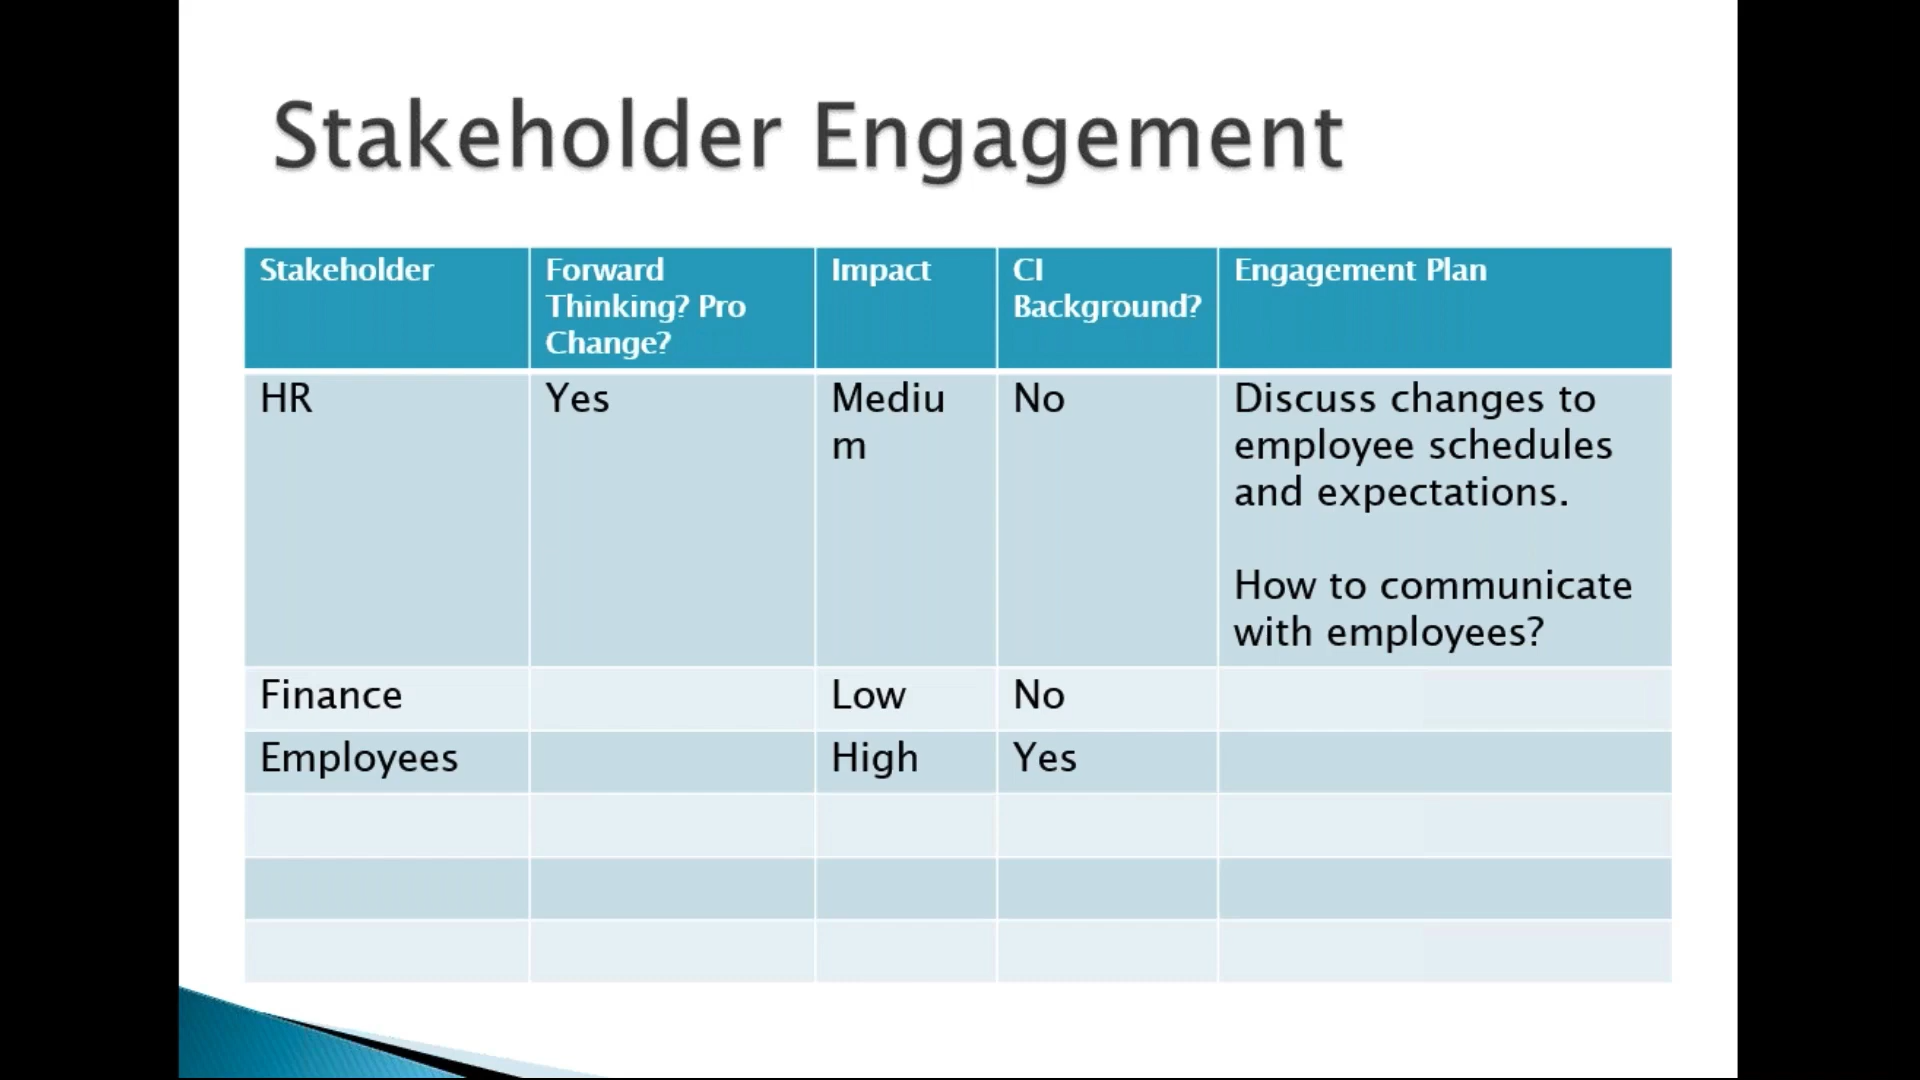 Stakeholder Engagement
Stakeholder
Forward
Thinking? Pro
Change?
Impact
CI
Background?
Engagement Plan
HR
Yes
Mediu
m
No
Discuss changes to
employee schedules
and expectations.
How to communicate
with employees?
Finance
Low
No
Employees
High
Yes